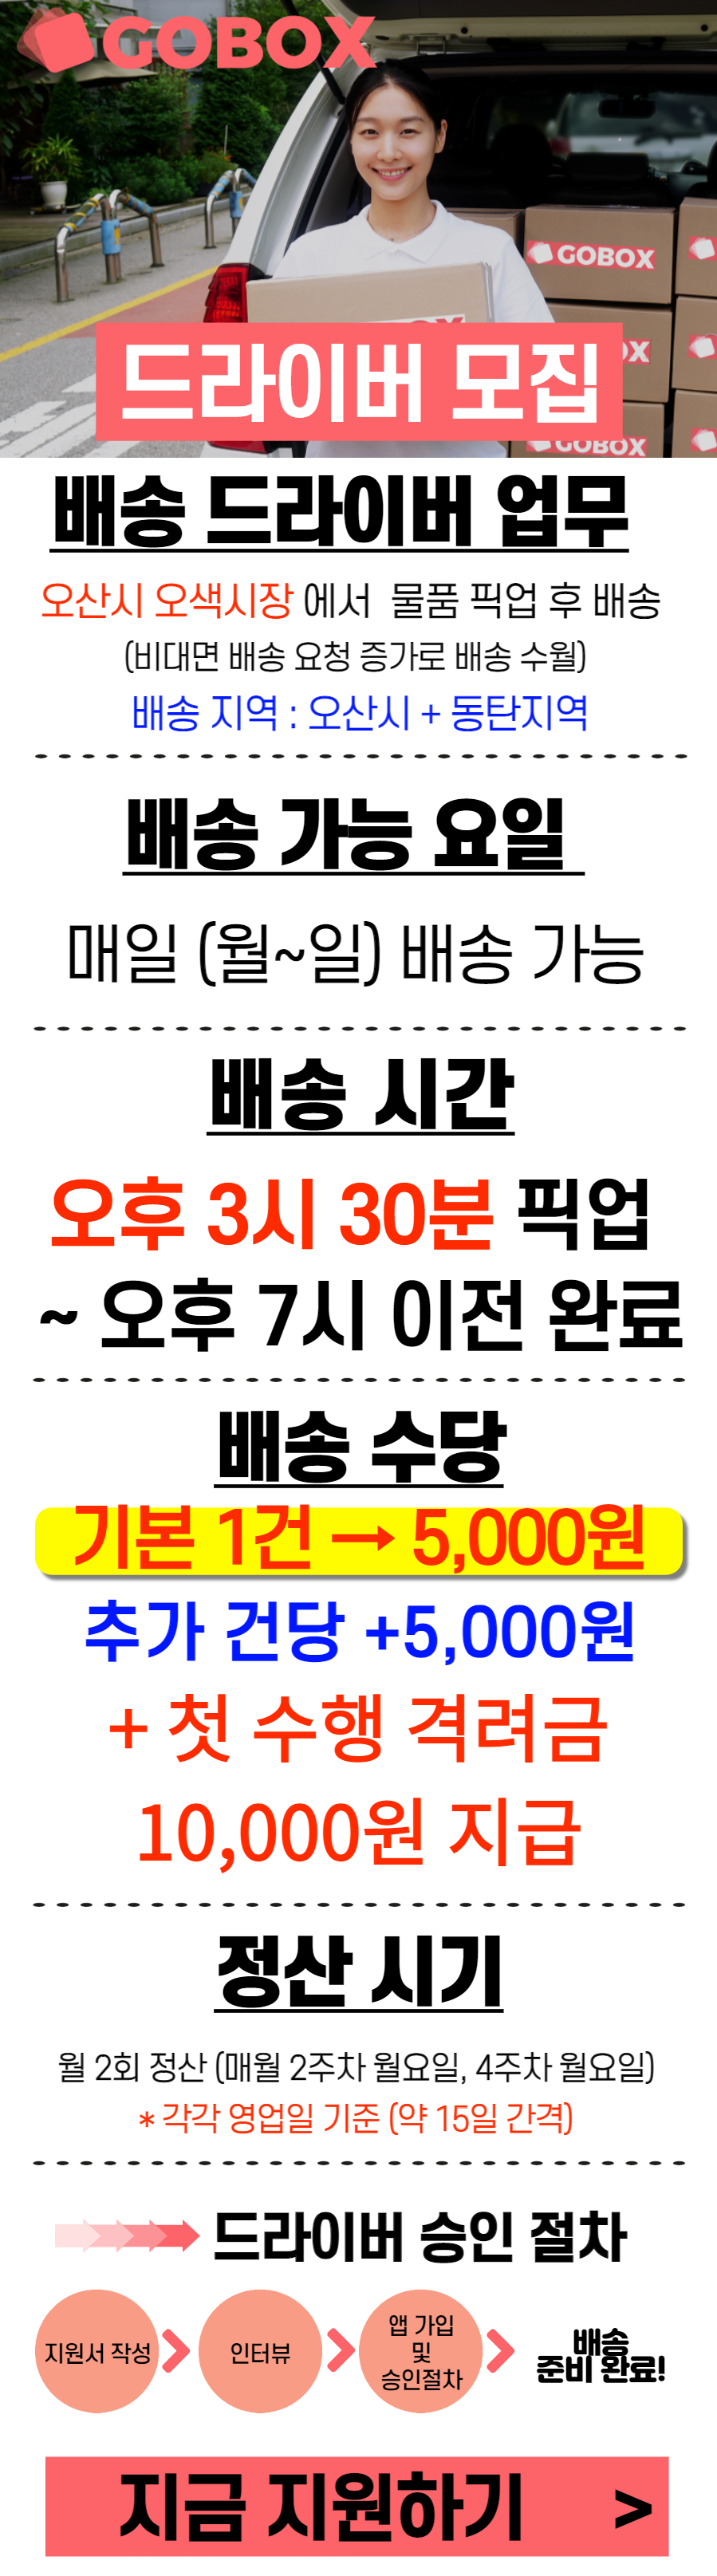 GOBOX
GOBOX
드라이버 모집
GOBOX
배송 드라이버 업무
오산시 오색시장 에서 물품 픽업 후 배송
(비대면 배송 요청 증가로 배송 수월)
배송 지역 : 오산시 + 동탄지역
배송 가능 요일
매일 (월~일) 배송 가능
배송 시간
오후 3시 30분 픽업
~ 오후 7시 이전 완료
배송 수당
기본 1건 → 5,000원
추가 건당 +5,000원
+ 첫 수행 격려금
10,000원 지급
정산 시기
월 2회 정산 (매월 2주차 월요일, 4주차 월요일)
* 각각 영업일 기준 (약 15일 간격)
드라이버 승인 절차
지원서 작성
인터뷰
앱 가입
및
승인절차
배송
준비 완료!
지금 지원하기 >